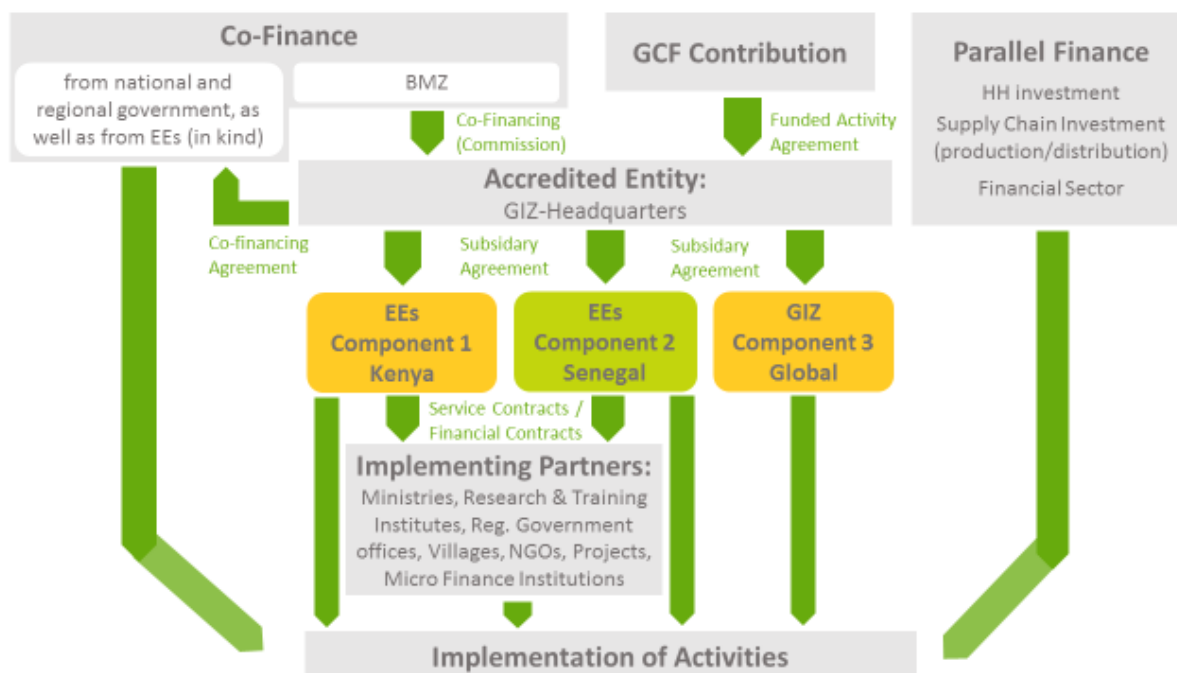 Co-Finance
from national and
regional government, as
well as from EEs (in kind)
BMZ
GCF Contribution
Parallel Finance
HH investment
Supply Chain Investment
(production/distribution)
Financial Sector
Co-Financing
(Commission)
Funded Activity
Agreement
Accredited Entity:
GIZ-Headquarters
Co-financing
Agreement
Subsidary
Agreement
Subsidary
Agreement
EEs
Component 1
Kenya
EEs
Component 2
Senegal
GIZ
Component 3
Global
Service Contracts /
Financial Contracts
Implementing Partners:
Ministries, Research & Training
Institutes, Reg. Government
offices, Villages, NGOs, Projects,
Micro Finance Institutions
Implementation of Activities